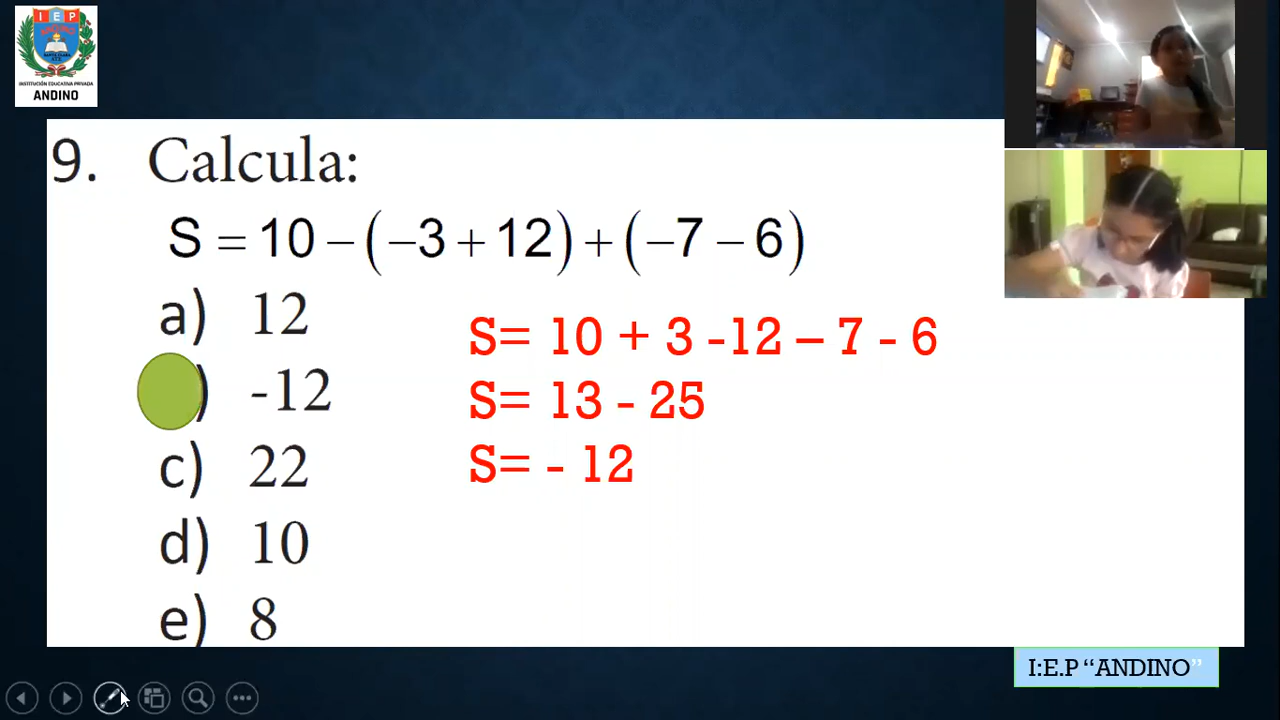 I E P
INSTITUCIÓN EDUCATIVA PRIVADA
ANDINO
9. Calcula:
S = 10 − (−3 + 12) + (−7 − 6)
a) 12
) -12
c) 22
d) 10
e) 8
S= 10 + 3 -12 – 7 - 6
S= 13 - 25
S= - 12
I:E.P “ANDINO”